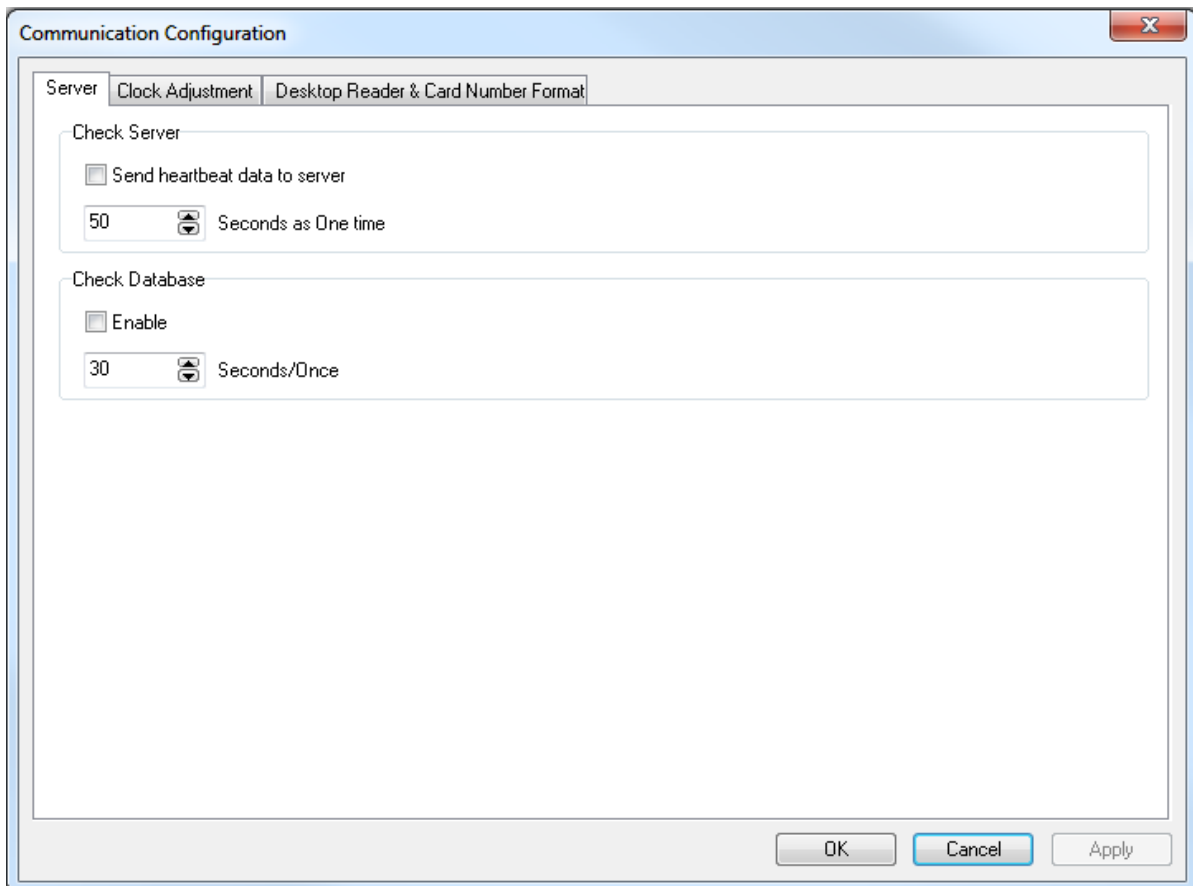 Communication Configuration
Server Clock Adjustment Desktop Reader & Card Number Format
Check Server
Send heartbeat data to server
50 Seconds as One time
Check Database
Enable
30 Seconds/Once
OK Cancel Apply